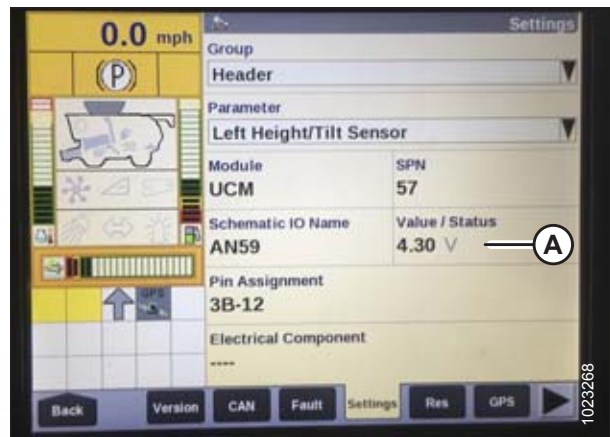 0.0 mph
(P)
Settings
Group
Header
Parameter
Left Height/Tilt Sensor
Module
UCM
SPN
57
Schematic IO Name
AN59
Value / Status
4.30 V
A
Pin Assignment
3B-12
GPS
Electrical Component
----
Back
Version
CAN
Fault
Settings
Res
GPS
1023268